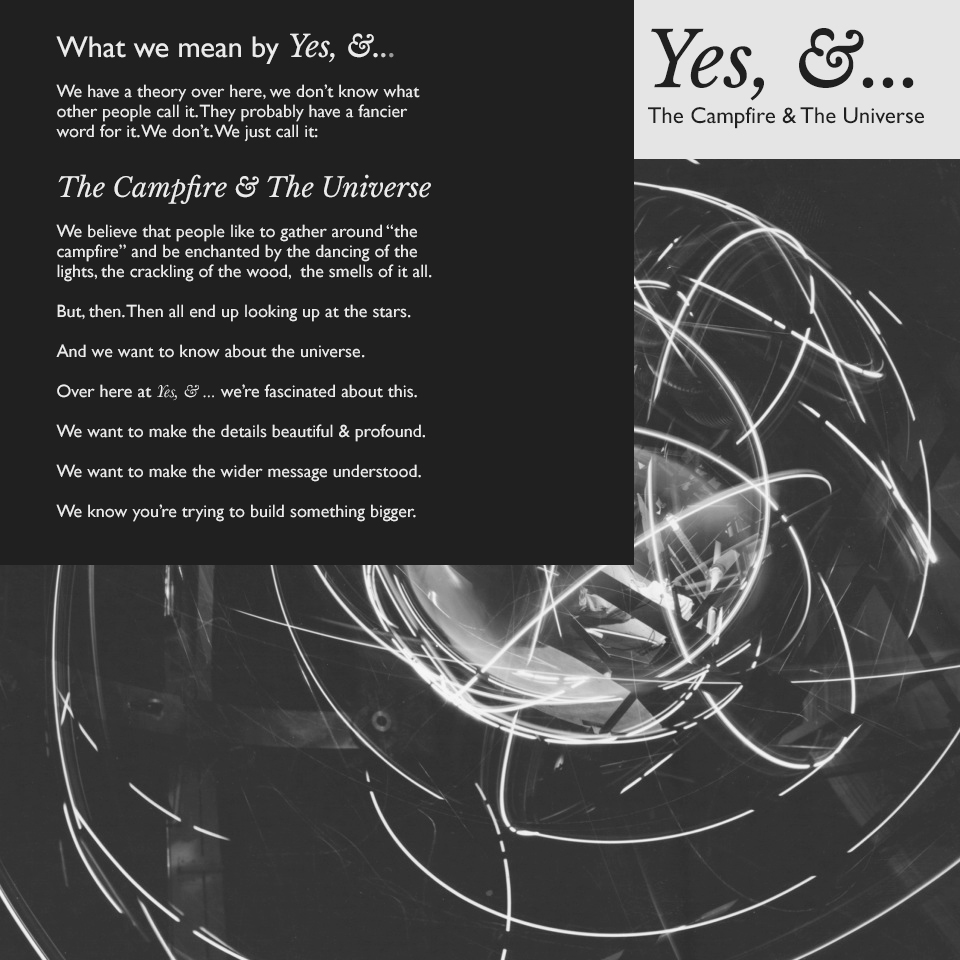 What we mean by Yes, &...
We have a theory over here, we don't know what
other people call it. They probably have a fancier
word for it. We don't. We just call it:
The Campfire & The Universe
We believe that people like to gather around "the
campfire" and be enchanted by the dancing of the
lights, the crackling of the wood,  the smells of it all.
But, then. Then all end up looking up at the stars.
And we want to know about the universe.
Over here at Yes, & ... we're fascinated about this.
We want to make the details beautiful & profound.
We want to make the wider message understood.
We know you're trying to build something bigger.
Yes, &...
The Campfire & The Universe